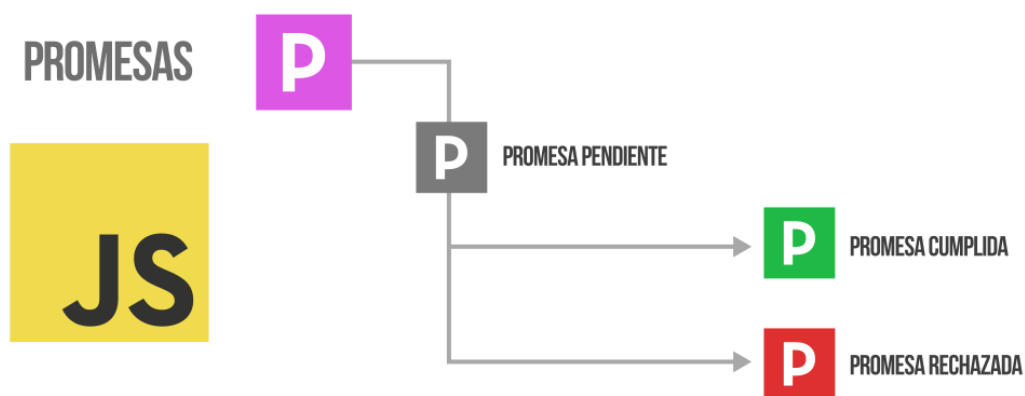 PROMESAS
P
P
PROMESA PENDIENTE
JS
P
PROMESA CUMPLIDA
P
PROMESA RECHAZADA